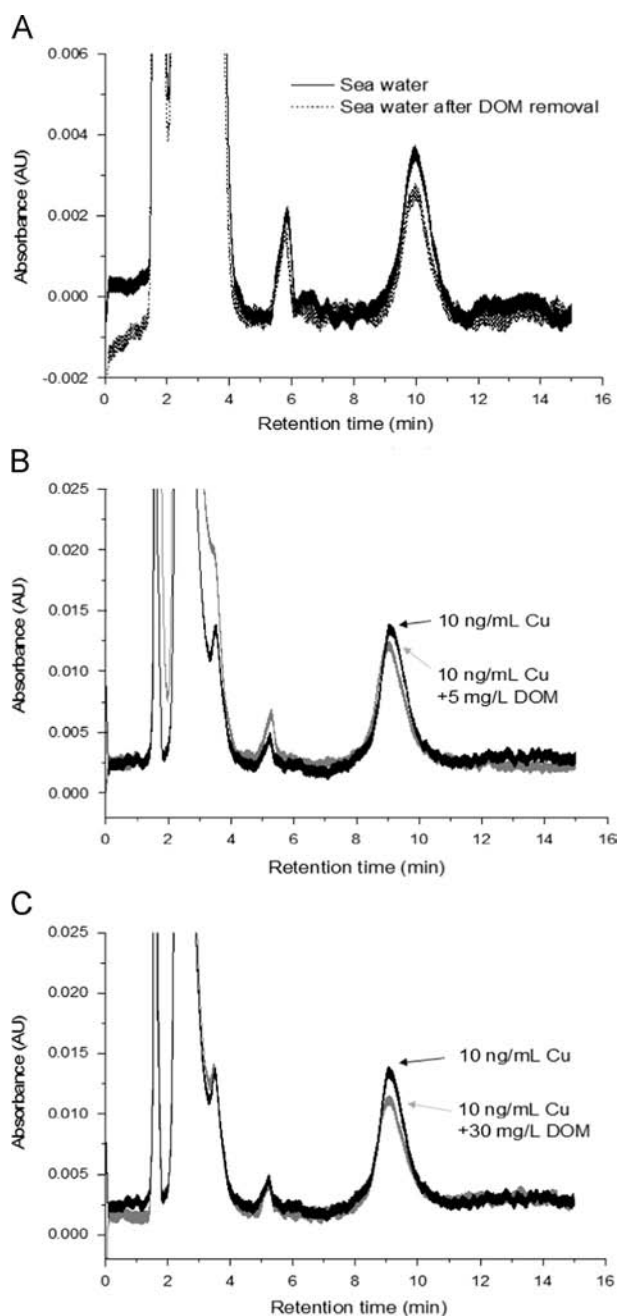 A
0.006
Sea water
Sea water after DOM removal
0.004
0.002
0.000
-0.002
Absorbance (AU)
0 2 4 6 8 10 12 14 16
Retention time (min)
B
0.025
0.020
0.015
0.010
0.005
0.000
Absorbance (AU)
10 ng/mL Cu
10 ng/mL Cu
+5 mg/L DOM
0 2 4 6 8 10 12 14 16
Retention time (min)
C
0.025
0.020
0.015
0.010
0.005
0.000
Absorbance (AU)
10 ng/mL Cu
10 ng/mL Cu
+30 mg/L DOM
0 2 4 6 8 10 12 14 16
Retention time (min)